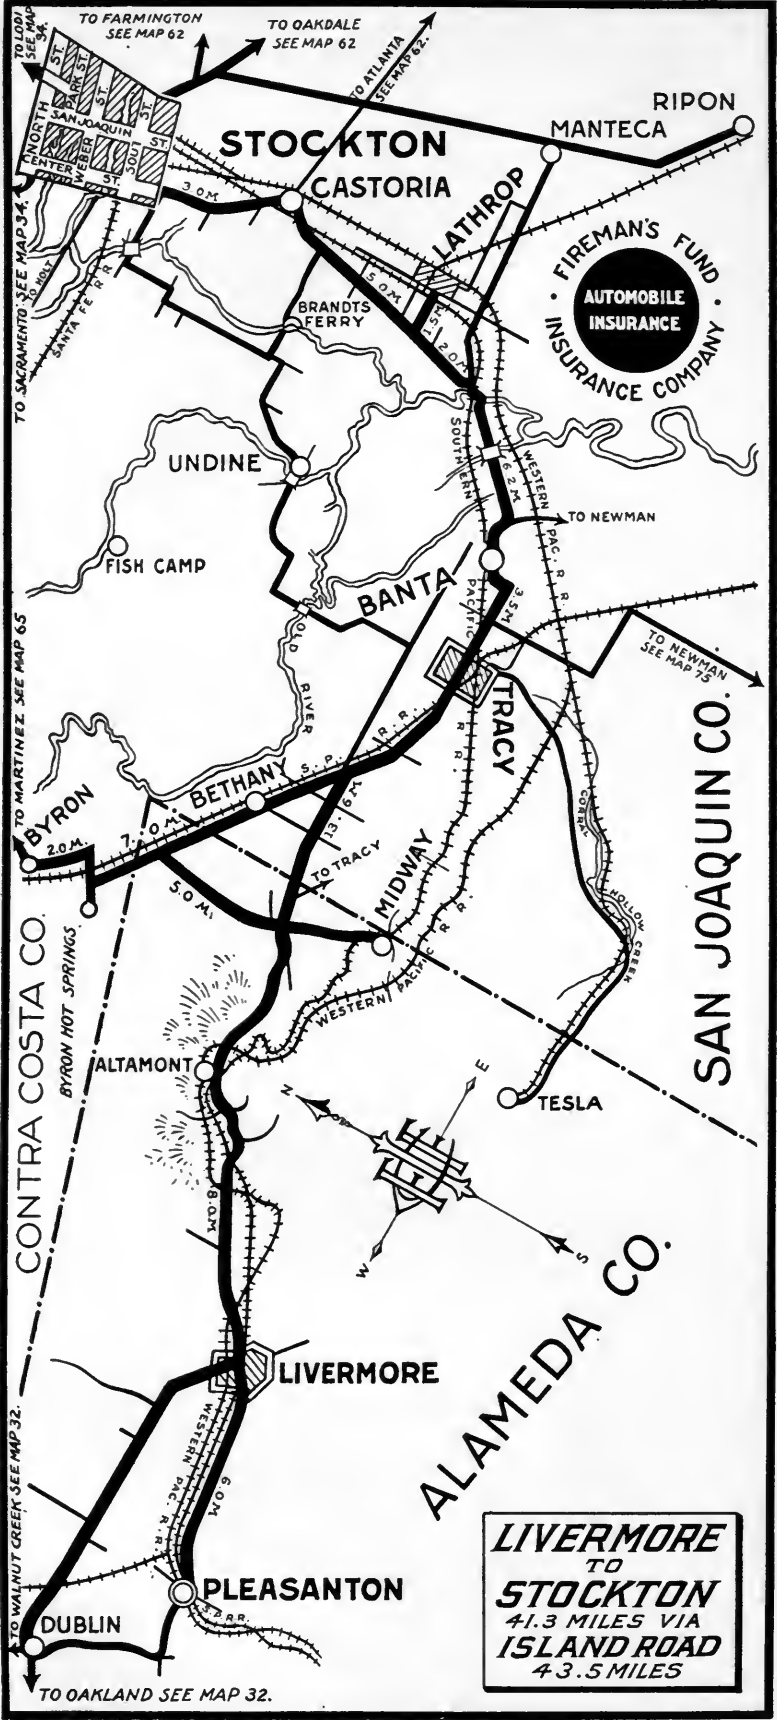 TO LODI
SEE MAP
34.
TO FARMINGTON
SEE MAP 62
TO OAKDALE
SEE MAP 62
TO ATLANTA
SEE MAP 62.
NORTH
ST.
PARK ST.
ST.
ST.
SAN JOAQUIN
ST.
CENTER
WEBER
ST.
STOCKTON
RIPON
MANTECA
3.0 M.
CASTORIA
LATHROP
TO SACRAMENTO SEE MAP 34.
TO HOLT
SANTA FE R R
BRANDTS
FERRY
5.0 M.
1.5 M.
2.0 M.
FIREMAN'S FUND
AUTOMOBILE
INSURANCE
INSURANCE COMPANY
UNDINE
SOUTHERN
PACIFIC
R. R.
6.2 M.
WESTERN
PAC. R. R.
TO NEWMAN
FISH CAMP
BANTA
3.5 M.
OLD
RIVER
TO NEWMAN
SEE MAP 75
TRACY
TO MARTINEZ SEE MAP 65
BYRON
2.0 M.
7.0 M.
BETHANY
S. P. R. R.
13.6 M
TO TRACY
5.0 M.
MIDWAY
CORRAL
HOLLOW
CREEK
SAN JOAQUIN CO.
CONTRA COSTA CO.
BYRON HOT SPRINGS
WESTERN PACIFIC R. R.
ALTAMONT
TESLA
N
E
W
S
8.0 M.
ALAMEDA CO.
LIVERMORE
WESTERN PAC. R. R.
6.0 M
TO WALNUT CREEK SEE MAP 32.
PLEASANTON
S. P. R. R.
DUBLIN
TO OAKLAND SEE MAP 32.
LIVERMORE
TO
STOCKTON
41.3 MILES VIA
ISLAND ROAD
43.5 MILES